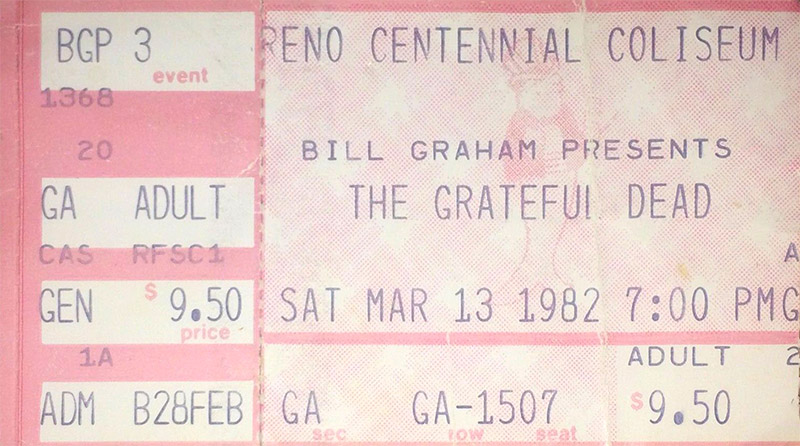 BGP 3
event
1368
20
GA ADULT
CAS RFSC1
GEN $ 9.50
price
1A
ADM B28FEB
RENO CENTENNIAL COLISEUM
BILL GRAHAM PRESENTS
THE GRATEFUL DEAD
A
SAT MAR 13 1982 7:00 PMG
ADULT 2
GA GA-1507 $9.50
sec row seat